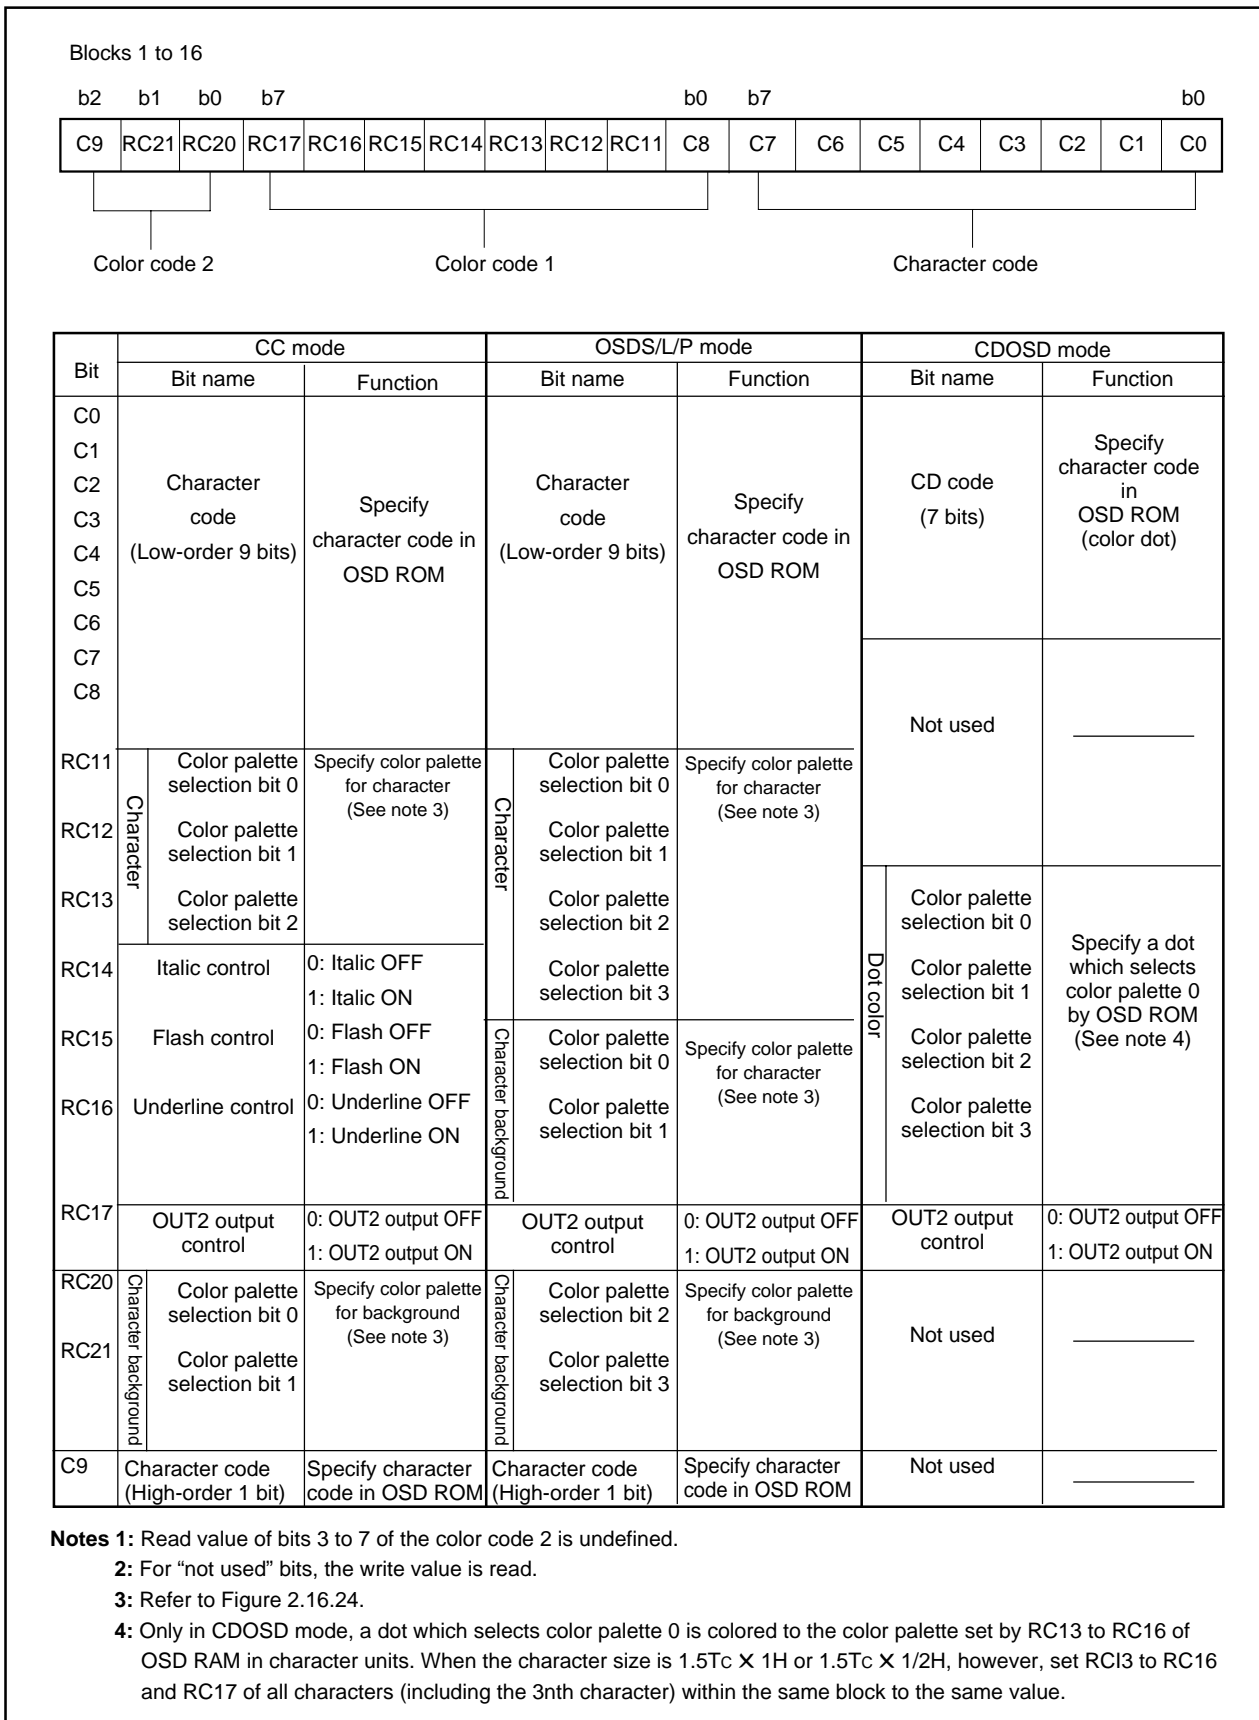 Blocks 1 to 16
b2 b1 b0 b7 b0 b7 b0
C9 RC21 RC20 RC17 RC16 RC15 RC14 RC13 RC12 RC11 C8 C7 C6 C5 C4 C3 C2 C1 C0
Color code 2 Color code 1 Character code
Bit
CC mode
OSDS/L/P mode
CDOSD mode
Bit name Function Bit name Function Bit name Function
C0
C1
C2
C3
C4
C5
C6
C7
C8
RC11
RC12
RC13
RC14
RC15
RC16
RC17
RC20
RC21
C9
Character
code
(Low-order 9 bits)
Character
Color palette
selection bit 0
Color palette
selection bit 1
Color palette
selection bit 2
Italic control
Flash control
Underline control
OUT2 output
control
Character background
Color palette
selection bit 0
Color palette
selection bit 1
Character code
(High-order 1 bit)
Specify
character code in
OSD ROM
Specify color palette
for character
(See note 3)
0: Italic OFF
1: Italic ON
0: Flash OFF
1: Flash ON
0: Underline OFF
1: Underline ON
0: OUT2 output OFF
1: OUT2 output ON
Specify color palette
for background
(See note 3)
Specify character
code in OSD ROM
Character
code
(Low-order 9 bits)
Character
Color palette
selection bit 0
Color palette
selection bit 1
Color palette
selection bit 2
Color palette
selection bit 3
Character background
Color palette
selection bit 0
Color palette
selection bit 1
OUT2 output
control
Character background
Color palette
selection bit 2
Color palette
selection bit 3
Character code
(High-order 1 bit)
Specify
character code in
OSD ROM
Specify color palette
for character
(See note 3)
Specify color palette
for character
(See note 3)
0: OUT2 output OFF
1: OUT2 output ON
Specify color palette
for background
(See note 3)
Specify character
code in OSD ROM
CD code
(7 bits)
Not used
Dot color
Color palette
selection bit 0
Color palette
selection bit 1
Color palette
selection bit 2
Color palette
selection bit 3
OUT2 output
control
Not used
Not used
Specify
character code
in
OSD ROM
(color dot)
Specify a dot
which selects
color palette 0
by OSD ROM
(See note 4)
0: OUT2 output OFF
1: OUT2 output ON
Notes 1: Read value of bits 3 to 7 of the color code 2 is undefined.
2: For “not used” bits, the write value is read.
3: Refer to Figure 2.16.24.
4: Only in CDOSD mode, a dot which selects color palette 0 is colored to the color palette set by RC13 to RC16 of
OSD RAM in character units. When the character size is 1.5Tc × 1H or 1.5Tc × 1/2H, however, set RCI3 to RC16
and RC17 of all characters (including the 3nth character) within the same block to the same value.